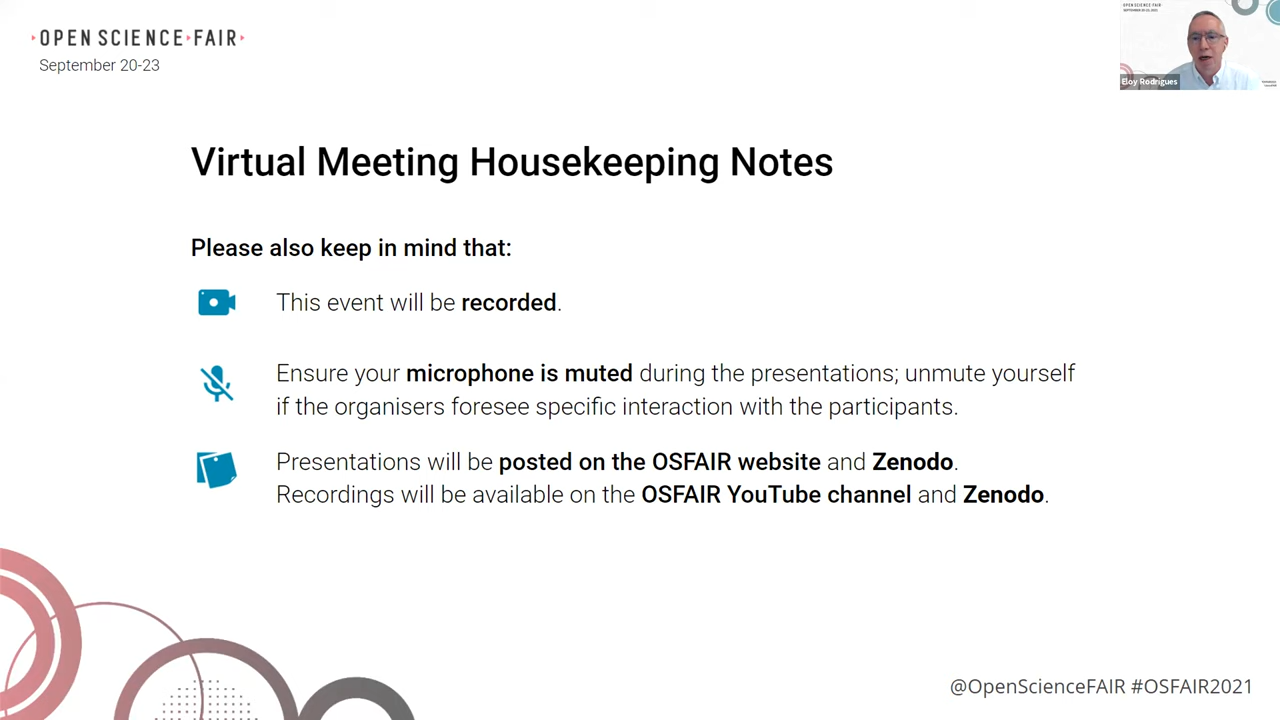 OPEN SCIENCE FAIR
September 20-23
OPEN SCIENCE FAIR
Eloy Rodrigues
Virtual Meeting Housekeeping Notes
Please also keep in mind that:
This event will be recorded.
Ensure your microphone is muted during the presentations; unmute yourself
if the organisers foresee specific interaction with the participants.
Presentations will be posted on the OSFAIR website and Zenodo.
Recordings will be available on the OSFAIR YouTube channel and Zenodo.
@OpenScienceFAIR #OSFAIR2021